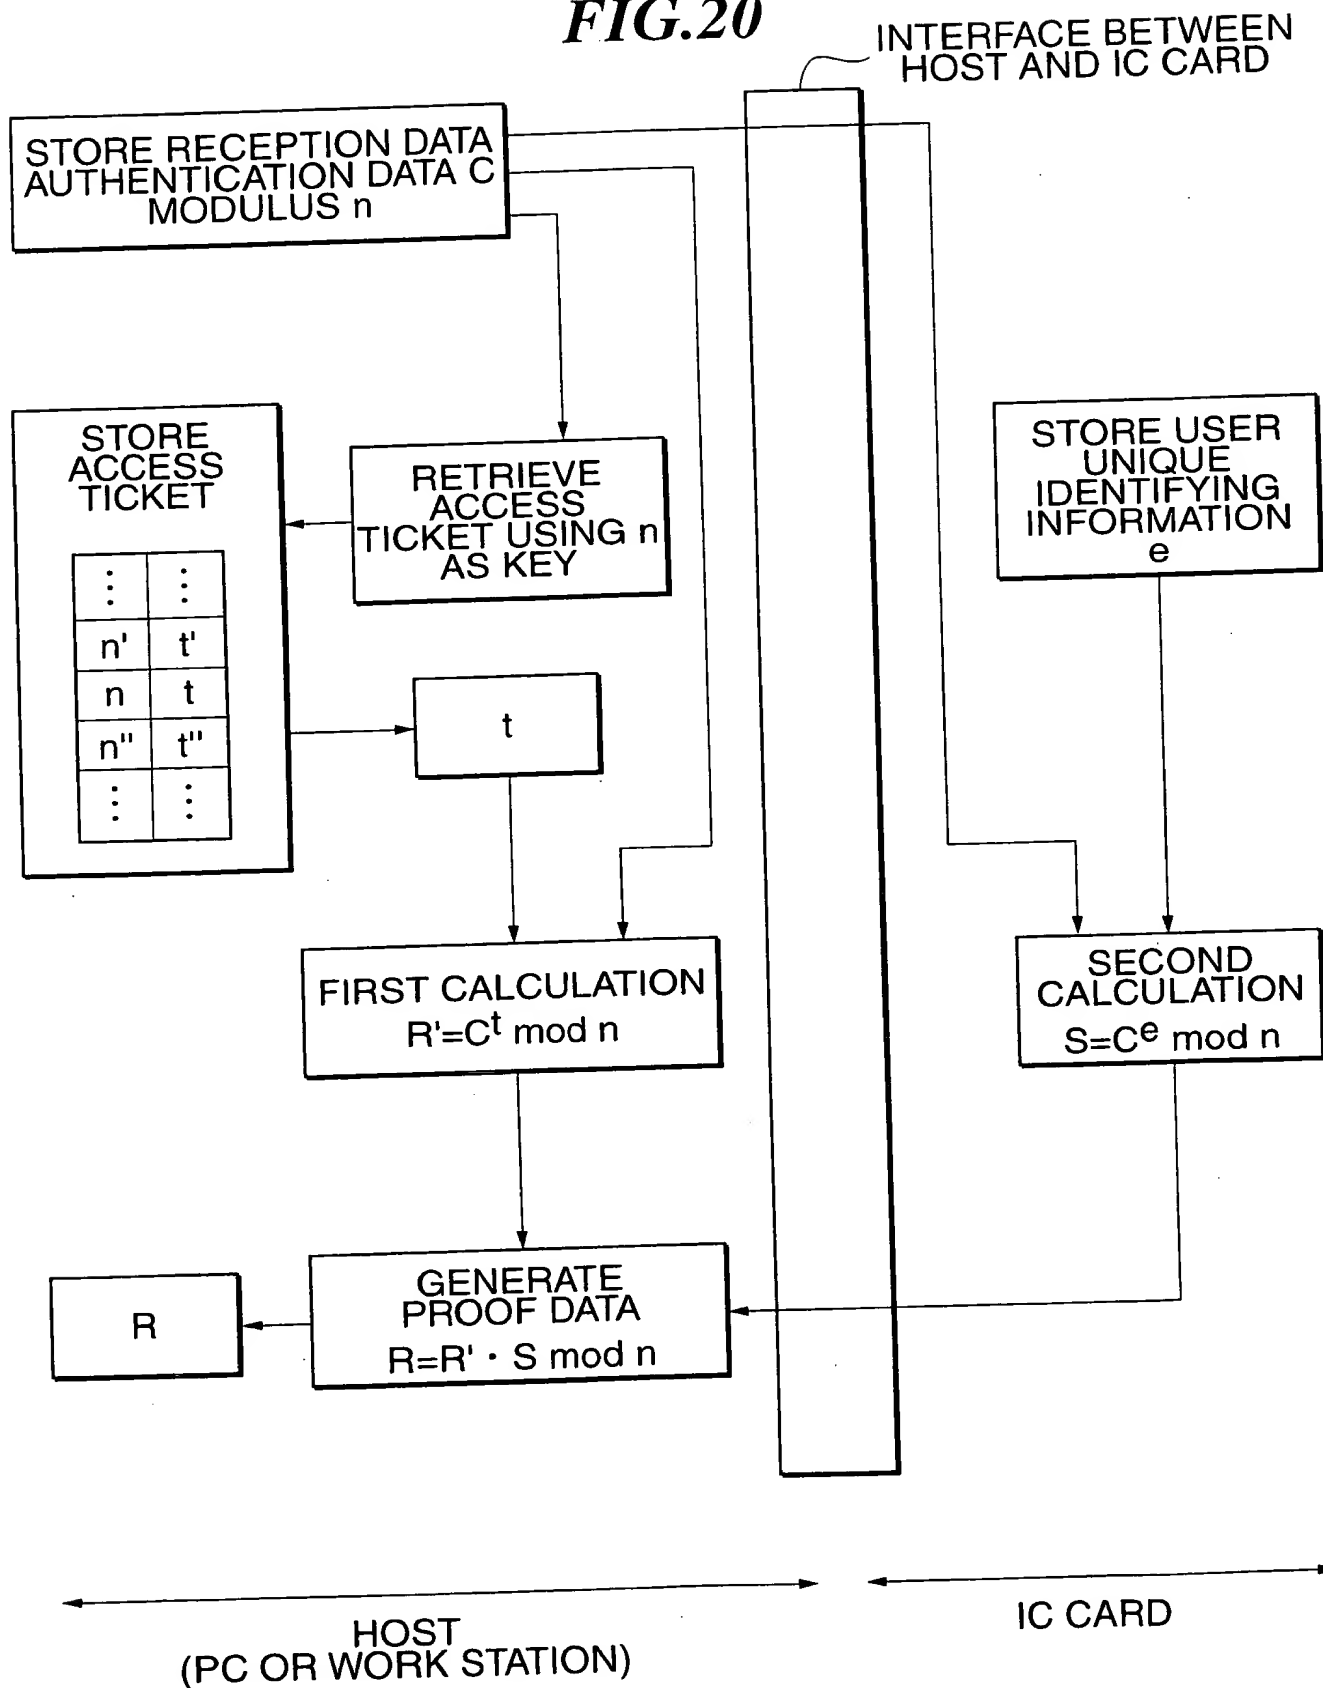 FIG.20
INTERFACE BETWEEN
HOST AND IC CARD
STORE RECEPTION DATA
AUTHENTICATION DATA C
MODULUS n
STORE
ACCESS
TICKET
⋮ ⋮
n' t'
n t
n'' t''
⋮ ⋮
RETRIEVE
ACCESS
TICKET USING n
AS KEY
STORE USER
UNIQUE
IDENTIFYING
INFORMATION
e
t
FIRST CALCULATION
R'=C^t mod n
SECOND
CALCULATION
S=C^e mod n
GENERATE
PROOF DATA
R=R' · S mod n
R
HOST
(PC OR WORK STATION)
IC CARD